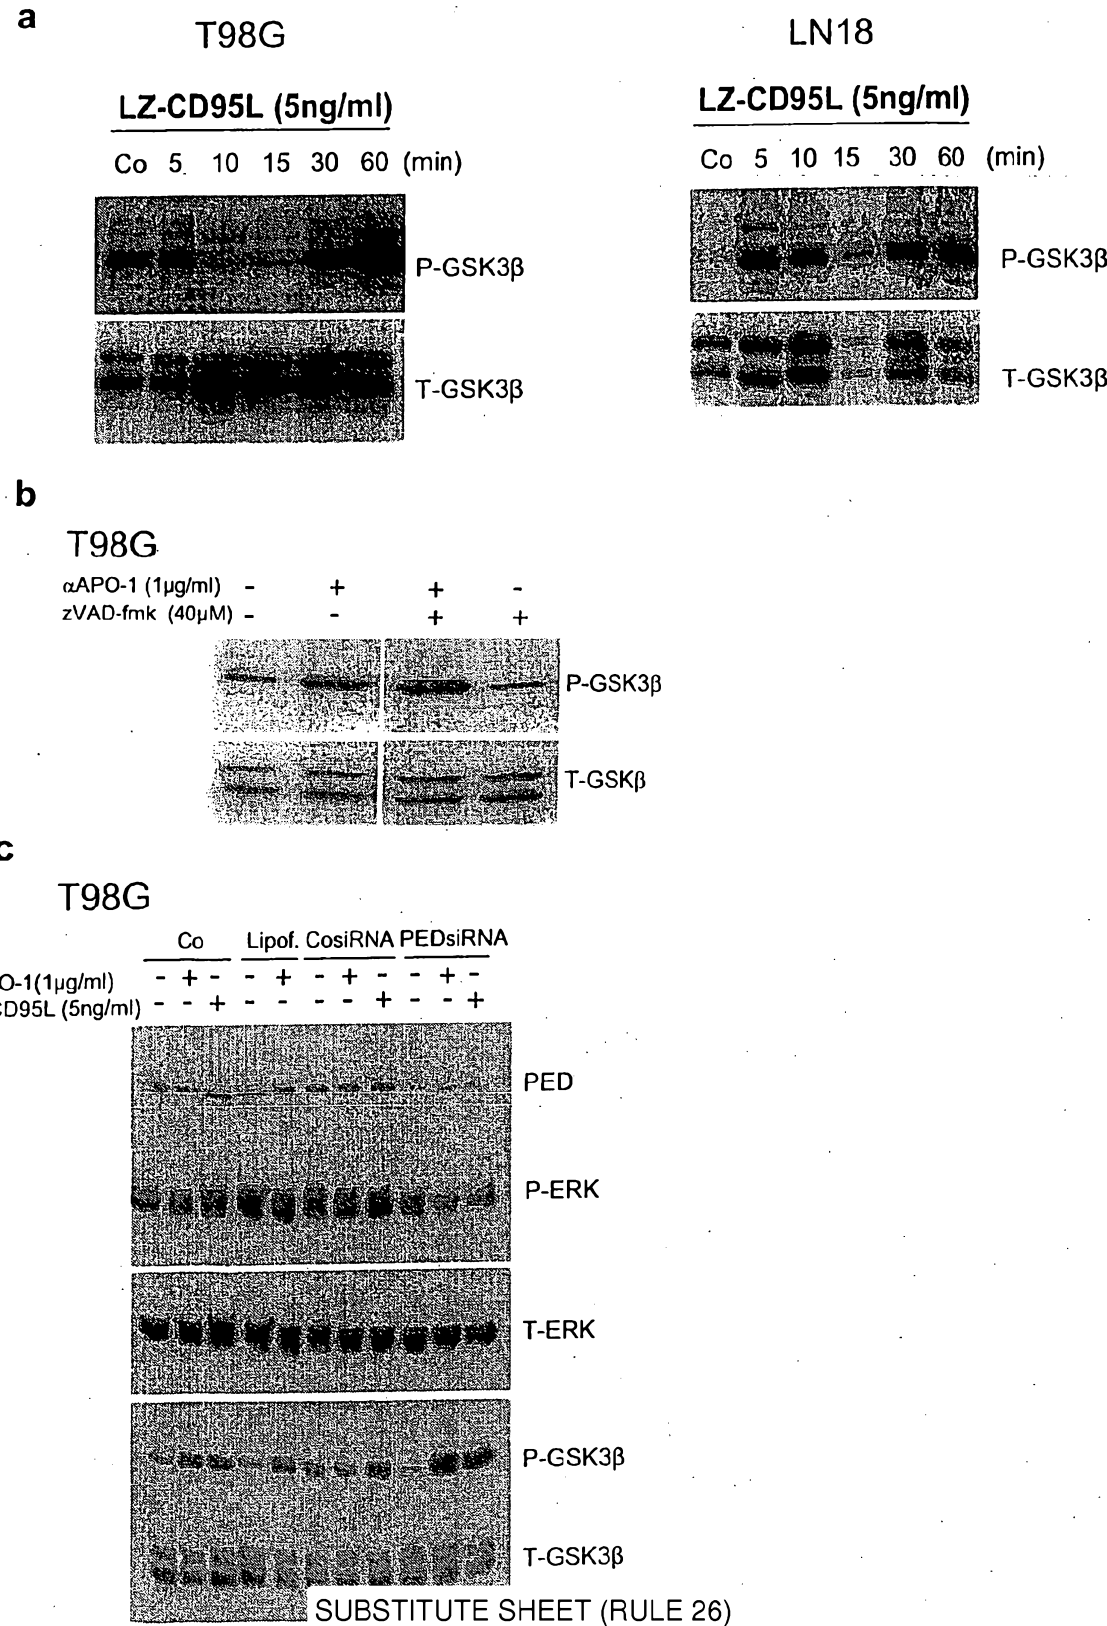 a
T98G
LN18
LZ-CD95L (5ng/ml)
LZ-CD95L (5ng/ml)
Co 5 10 15 30 60 (min)
Co 5 10 15 30 60 (min)
P-GSK3β
P-GSK3β
T-GSK3β
T-GSK3β
b
T98G
αAPO-1 (1µg/ml) - + + -
zVAD-fmk (40µM) - - + +
P-GSK3β
T-GSKβ
c
T98G
Co Lipof. CosiRNA PEDsiRNA
O-1(1µg/ml) - + - - + - + - - + -
CD95L (5ng/ml) - - + - - - - + - - +
PED
P-ERK
T-ERK
P-GSK3β
T-GSK3β
SUBSTITUTE SHEET (RULE 26)